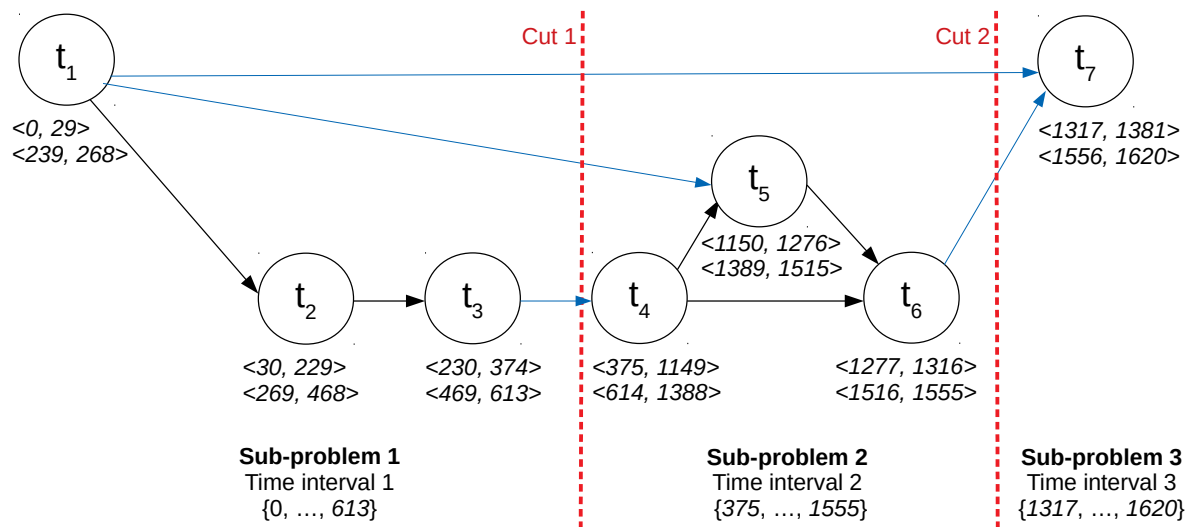 Cut 1
Cut 2
t1
t7
<0, 29>
<239, 268>
<1317, 1381>
<1556, 1620>
t5
<1150, 1276>
<1389, 1515>
t2
t3
t4
t6
<30, 229>
<269, 468>
<230, 374>
<469, 613>
<375, 1149>
<614, 1388>
<1277, 1316>
<1516, 1555>
Sub-problem 1
Time interval 1
{0, ..., 613}
Sub-problem 2
Time interval 2
{375, ..., 1555}
Sub-problem 3
Time interval 3
{1317, ..., 1620}